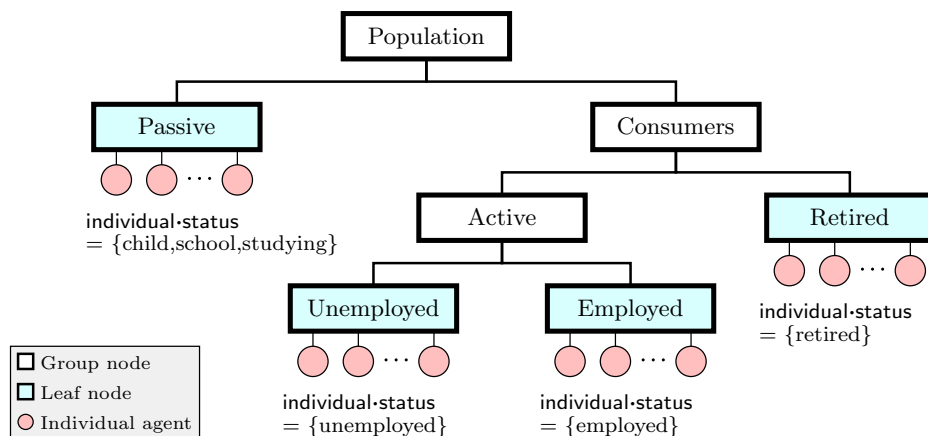 Population
Passive
Consumers
individual·status
= {child,school,studying}
Active
Retired
individual·status
= {retired}
Unemployed
Employed
individual·status
= {unemployed}
individual·status
= {employed}
Group node
Leaf node
Individual agent